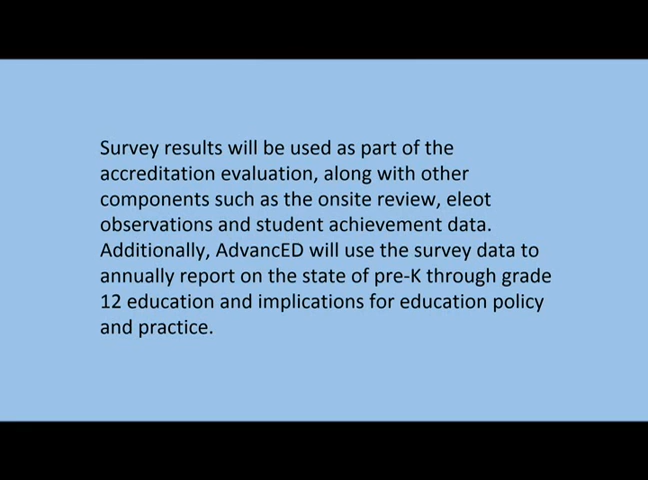 Survey results will be used as part of the
accreditation evaluation, along with other
components such as the onsite review, eleot
observations and student achievement data.
Additionally, AdvancED will use the survey data to
annually report on the state of pre-K through grade
12 education and implications for education policy
and practice.